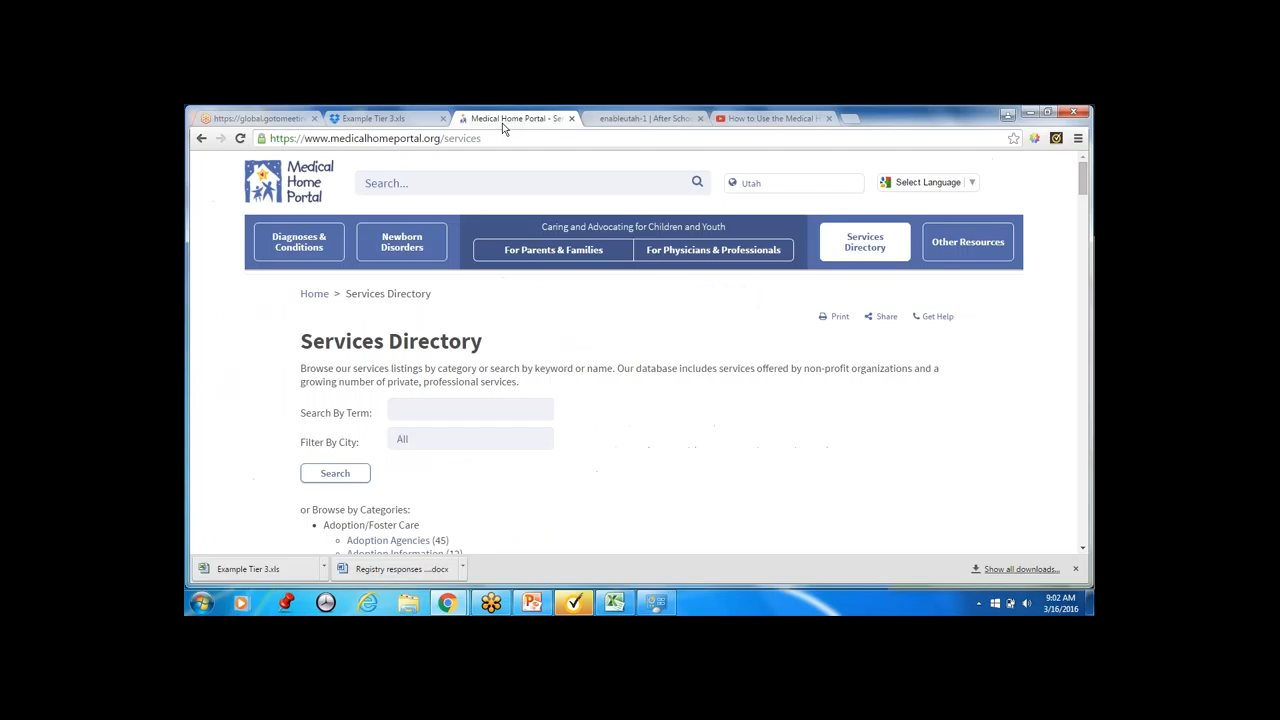 https://global.gotomeetin
Example Tier 3.xls
Medical Home Portal - Se
enableutah-1 | After Schoo
How to Use the Medical H
https://www.medicalhomeportal.org/services
Medical
Home
Portal
Search...
Utah
Select Language
Diagnoses &
Conditions
Newborn
Disorders
Caring and Advocating for Children and Youth
For Parents & Families
For Physicians & Professionals
Services
Directory
Other Resources
Home > Services Directory
Print
Share
Get Help
Services Directory
Browse our services listings by category or search by keyword or name. Our database includes services offered by non-profit organizations and a
growing number of private, professional services.
Search By Term:
Filter By City:
All
Search
or Browse by Categories:
Adoption/Foster Care
Adoption Agencies (45)
Adoption Information (12)
Example Tier 3.xls
Registry responses ....docx
Show all downloads...
9:02 AM
3/16/2016